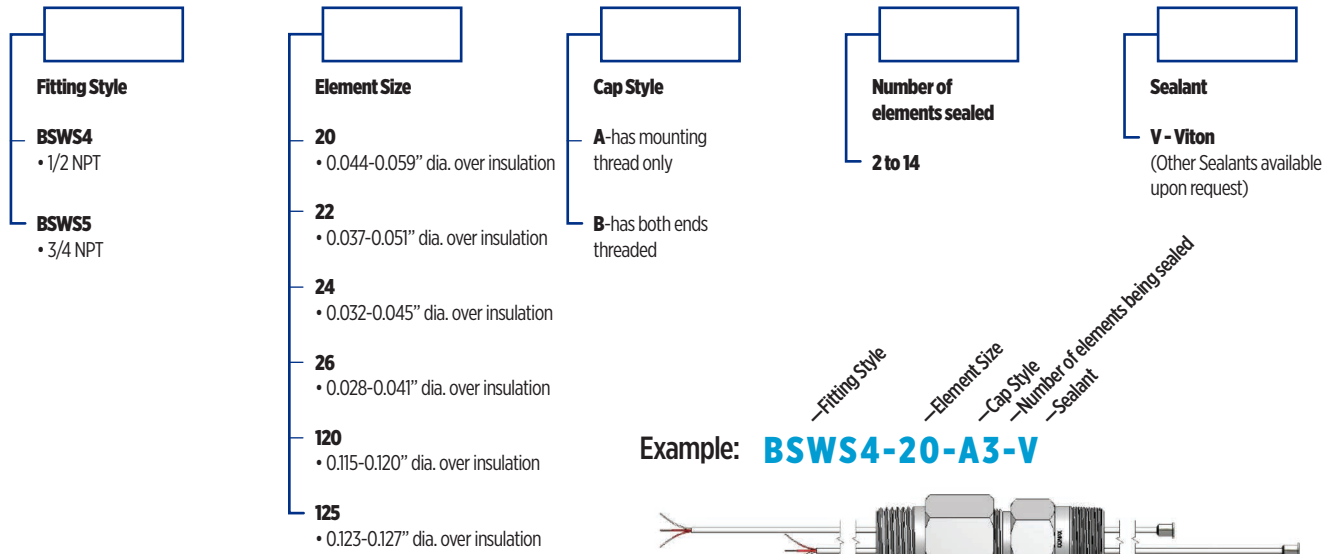 Fitting Style
BSWS4
• 1/2 NPT
BSWS5
• 3/4 NPT
Element Size
20
• 0.044-0.059” dia. over insulation
22
• 0.037-0.051” dia. over insulation
24
• 0.032-0.045” dia. over insulation
26
• 0.028-0.041” dia. over insulation
120
• 0.115-0.120” dia. over insulation
125
• 0.123-0.127” dia. over insulation
Cap Style
A-has mounting
thread only
B-has both ends
threaded
Number of
elements sealed
2 to 14
Sealant
V - Viton
(Other Sealants available
upon request)
—Fitting Style
—Element Size
—Cap Style
—Number of elements being sealed
—Sealant
Example: BSWS4-20-A3-V